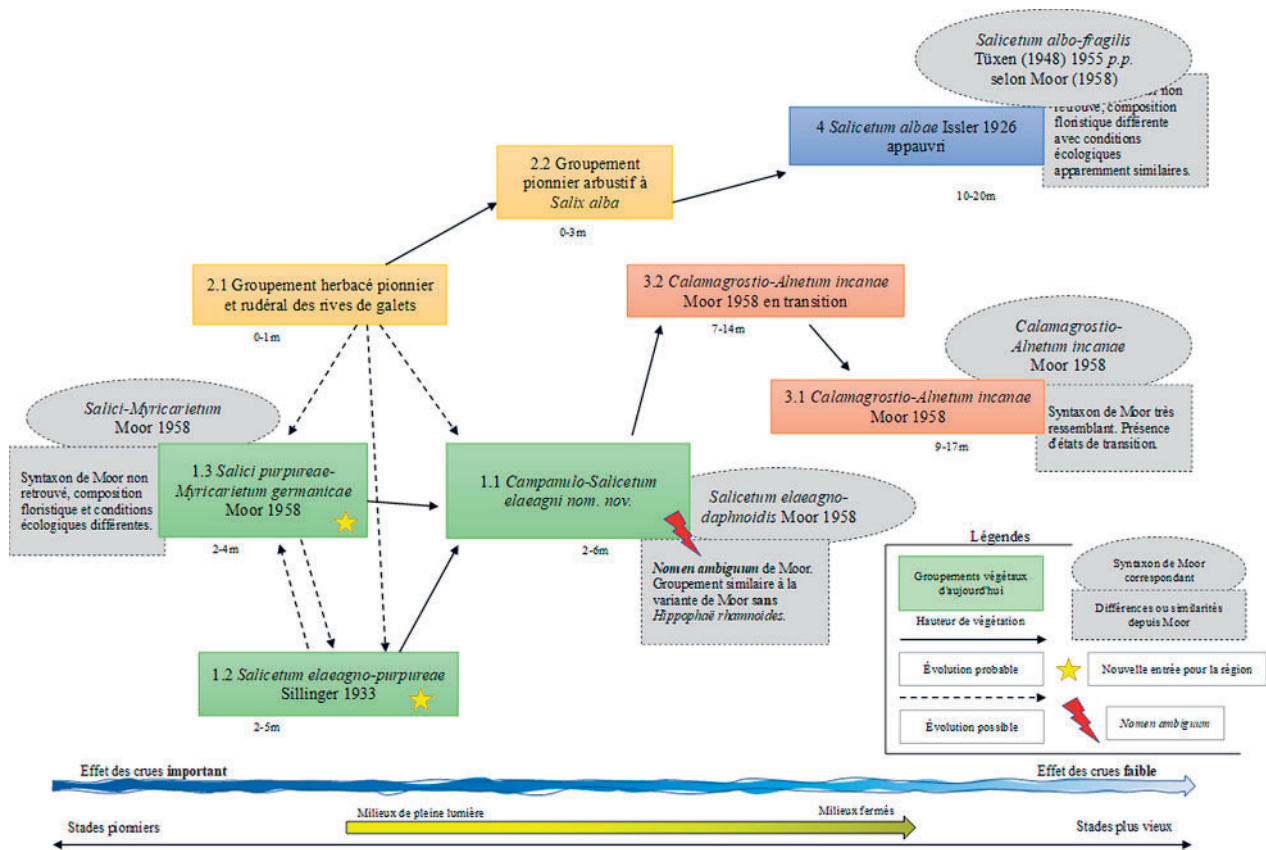 Salicetum albo-fragilis
Tüxen (1948) 1955 p.p.
selon Moor (1958)
non
retrouvé, composition
floristique différente
avec conditions
écologiques
apparemment similaires.
4 Salicetum albae Issler 1926
appauvri
10-20m
2.2 Groupement
pionnier arbustif à
Salix alba
0-3m
2.1 Groupement herbacé pionnier
et rudéral des rives de galets
0-1m
3.2 Calamagrostio-Alnetum incanae
Moor 1958 en transition
7-14m
Calamagrostio-
Alnetum incanae
Moor 1958
3.1 Calamagrostio-Alnetum incanae
Moor 1958
9-17m
Syntaxon de Moor très
ressemblant. Présence
d'états de transition.
Salici-Myricarietum
Moor 1958
Syntaxon de Moor non
retrouvé, composition
floristique et conditions
écologiques différentes.
1.3 Salici purpureae-
Myricarietum germanicae
Moor 1958
2-4m
1.1 Campanulo-Salicetum
elaeagni nom. nov.
2-6m
Salicetum elaeagno-
daphnoidis Moor 1958
Nomen ambiguum de Moor.
Groupement similaire à la
variante de Moor sans
Hippophaë rhamnoides.
1.2 Salicetum elaeagno-purpureae
Sillinger 1933
2-5m
Légendes
Groupements végétaux
d'aujourd'hui
Hauteur de végétation
Évolution probable
Évolution possible
Syntaxon de Moor
correspondant
Différences ou similarités
depuis Moor
Nouvelle entrée pour la région
Nomen ambiguum
Effet des crues important
Effet des crues faible
Milieux de pleine lumière
Milieux fermés
Stades pionniers
Stades plus vieux